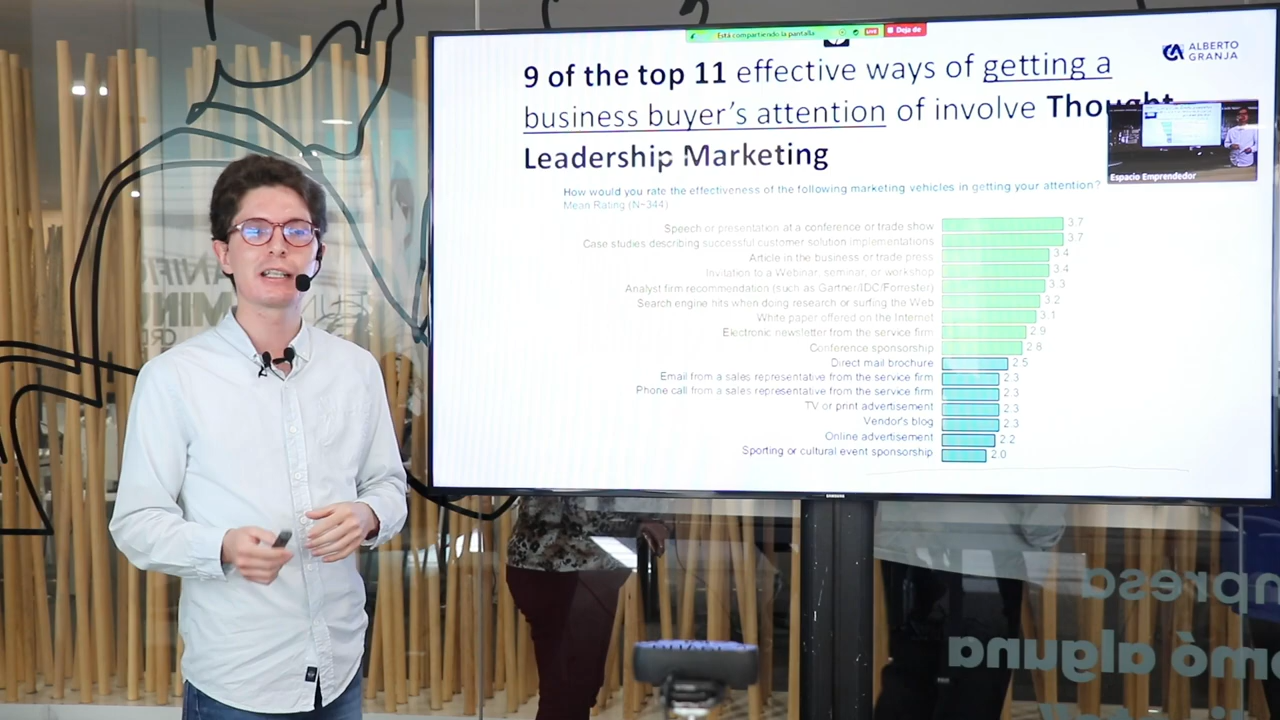 Está compartiendo la pantalla
LIVE
Deja de
ALBERTO
GRANJA
9 of the top 11 effective ways of getting a
business buyer's attention of involve Thought
Leadership Marketing
Espacio Emprendedor
How would you rate the effectiveness of the following marketing vehicles in getting your attention?
Mean Rating (N=344)
Speech or presentation at a conference or trade show 3.7
Case studies describing successful customer solution implementations 3.7
Article in the business or trade press 3.4
Invitation to a Webinar, seminar, or workshop 3.4
Analyst firm recommendation (such as Gartner/IDC/Forrester) 3.3
Search engine hits when doing research or surfing the Web 3.2
White paper offered on the Internet 3.1
Electronic newsletter from the service firm 2.9
Conference sponsorship 2.8
Direct mail brochure 2.5
Email from a sales representative from the service firm 2.3
Phone call from a sales representative from the service firm 2.3
TV or print advertisement 2.3
Vendor's blog 2.3
Online advertisement 2.2
Sporting or cultural event sponsorship 2.0
SAMSUNG
alguna